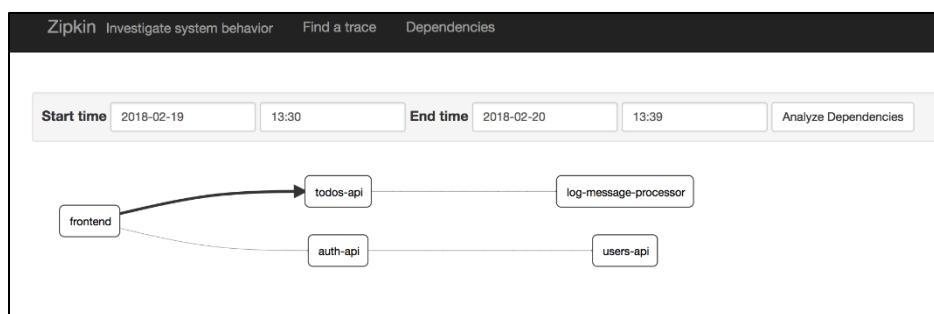 Zipkin Investigate system behavior Find a trace Dependencies
Start time 2018-02-19 13:30 End time 2018-02-20 13:39 Analyze Dependencies
todos-api log-message-processor
frontend
auth-api users-api